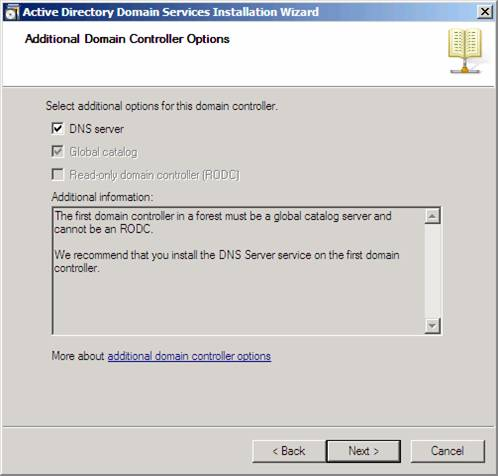 Active Directory Domain Services Installation Wizard
Additional Domain Controller Options
Select additional options for this domain controller.
DNS server
Global catalog
Read-only domain controller (RODC)
Additional information:
The first domain controller in a forest must be a global catalog server and
cannot be an RODC.
We recommend that you install the DNS Server service on the first domain
controller.
More about additional domain controller options
< Back
Next >
Cancel